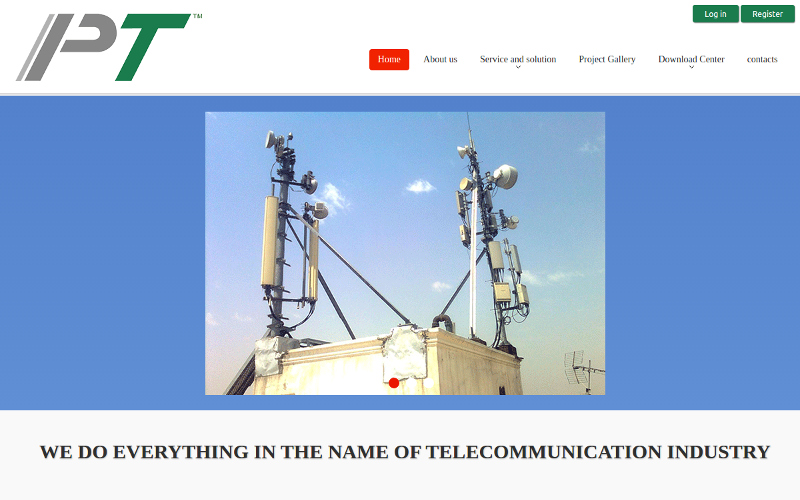 PT™
Log in
Register
Home
About us
Service and solution
Project Gallery
Download Center
contacts
WE DO EVERYTHING IN THE NAME OF TELECOMMUNICATION INDUSTRY